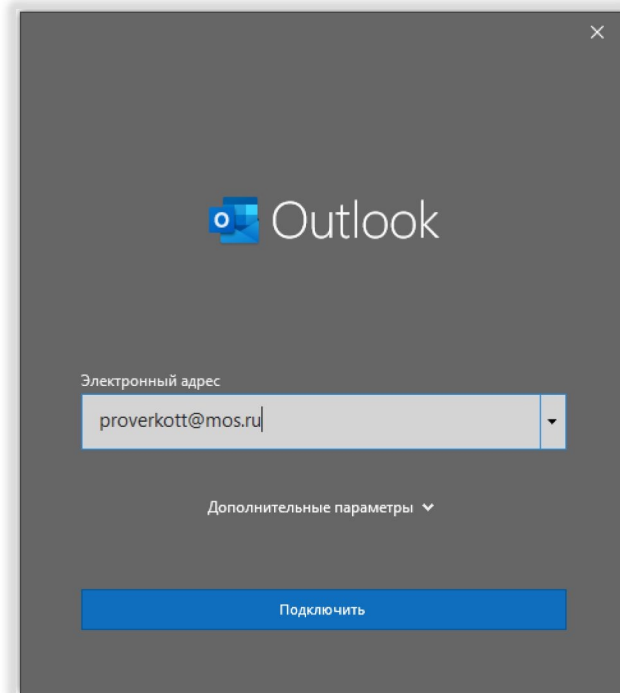 Outlook
Электронный адрес
proverkott@mos.ru
Дополнительные параметры
Подключить